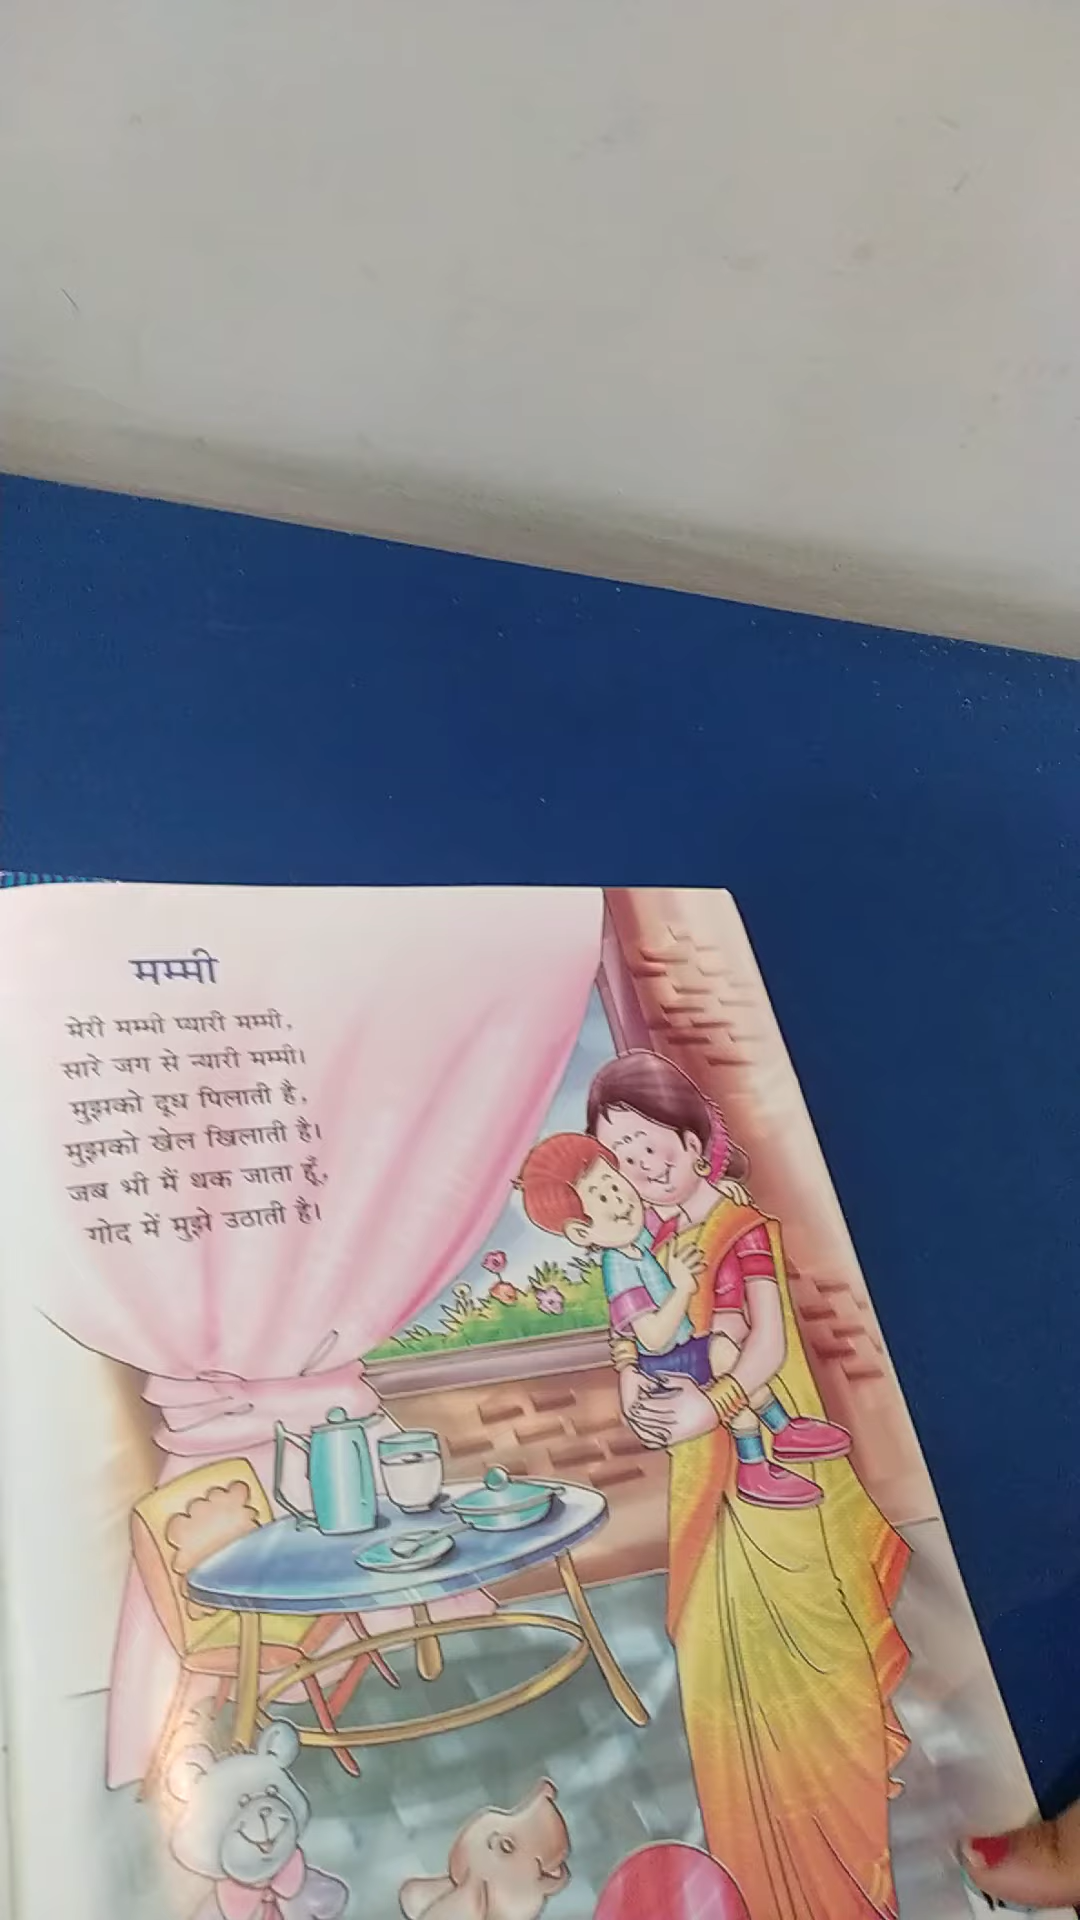 मम्मी
मेरी मम्मी प्यारी मम्मी,
सारे जग से न्यारी मम्मी।
मुझको दूध पिलाती है,
मुझको खेल खिलाती है।
जब भी मैं थक जाता हूँ,
गोद में मुझे उठाती है।